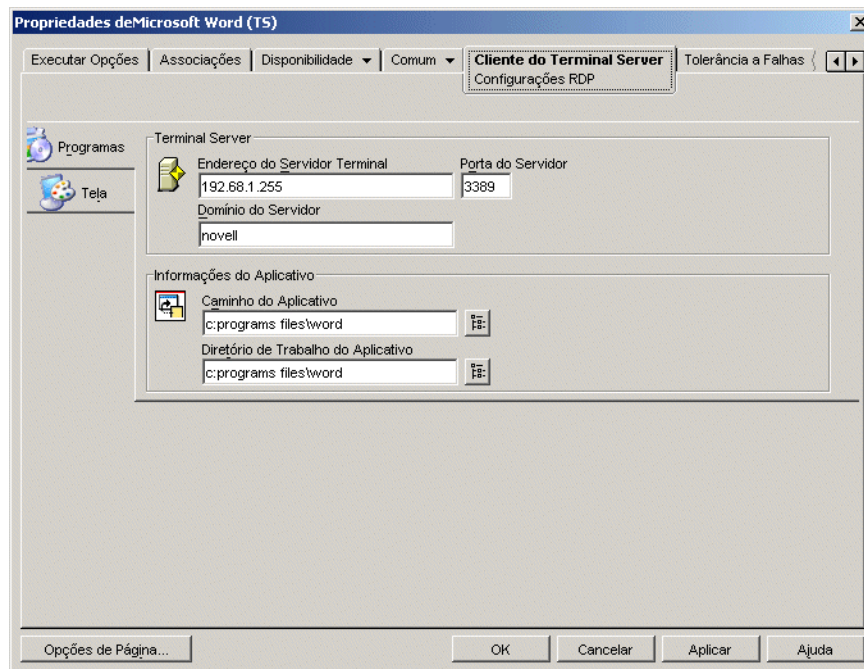 Propriedades deMicrosoft Word (TS)
Executar Opções Associações Disponibilidade Comum Cliente do Terminal Server Tolerância a Falhas
Configurações RDP
Programas
Tela
Terminal Server
Endereço do Servidor Terminal Porta do Servidor
192.68.1.255 3389
Domínio do Servidor
novell
Informações do Aplicativo
Caminho do Aplicativo
c:programs files\word
Diretório de Trabalho do Aplicativo
c:programs files\word
Opções de Página... OK Cancelar Aplicar Ajuda